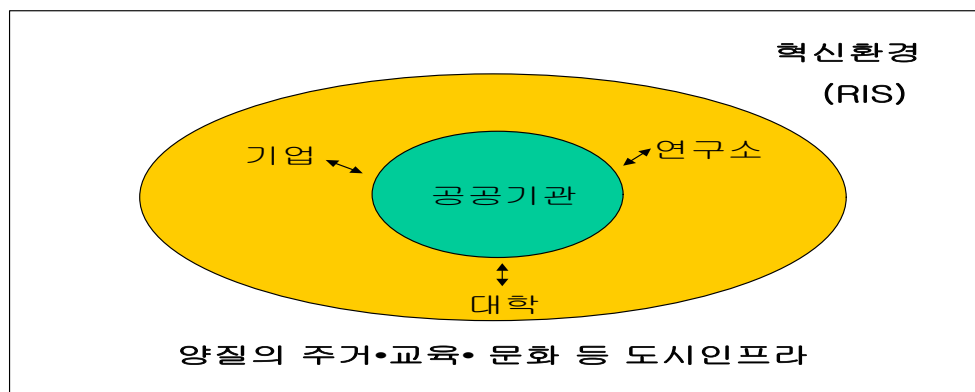 혁신환경
(RIS)
기업
연구소
공공기관
대학
양질의 주거•교육• 문화 등 도시인프라